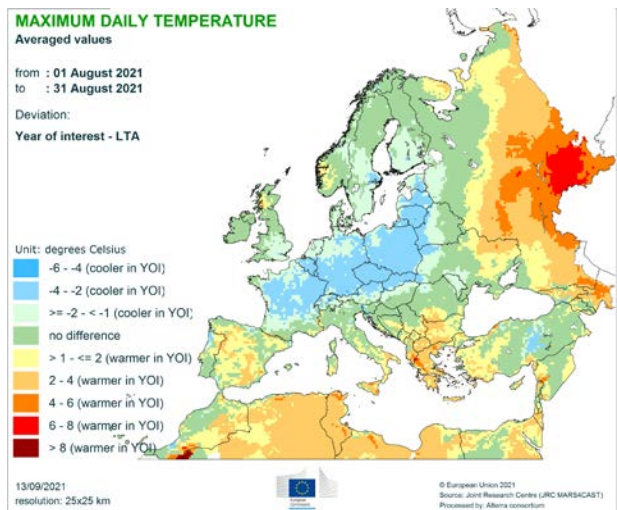 MAXIMUM DAILY TEMPERATURE
Averaged values
from : 01 August 2021
to : 31 August 2021
Deviation:
Year of interest - LTA
Unit: degrees Celsius
-6 - -4 (cooler in YOI)
-4 - -2 (cooler in YOI)
>= -2 - < -1 (cooler in YOI)
no difference
> 1 - <= 2 (warmer in YOI)
2 - 4 (warmer in YOI)
4 - 6 (warmer in YOI)
6 - 8 (warmer in YOI)
> 8 (warmer in YOI)
13/09/2021
resolution: 25x25 km
European
Commission
© European Union 2021
Source: Joint Research Centre (JRC MARS4CAST)
Processed by: Alterra consortium